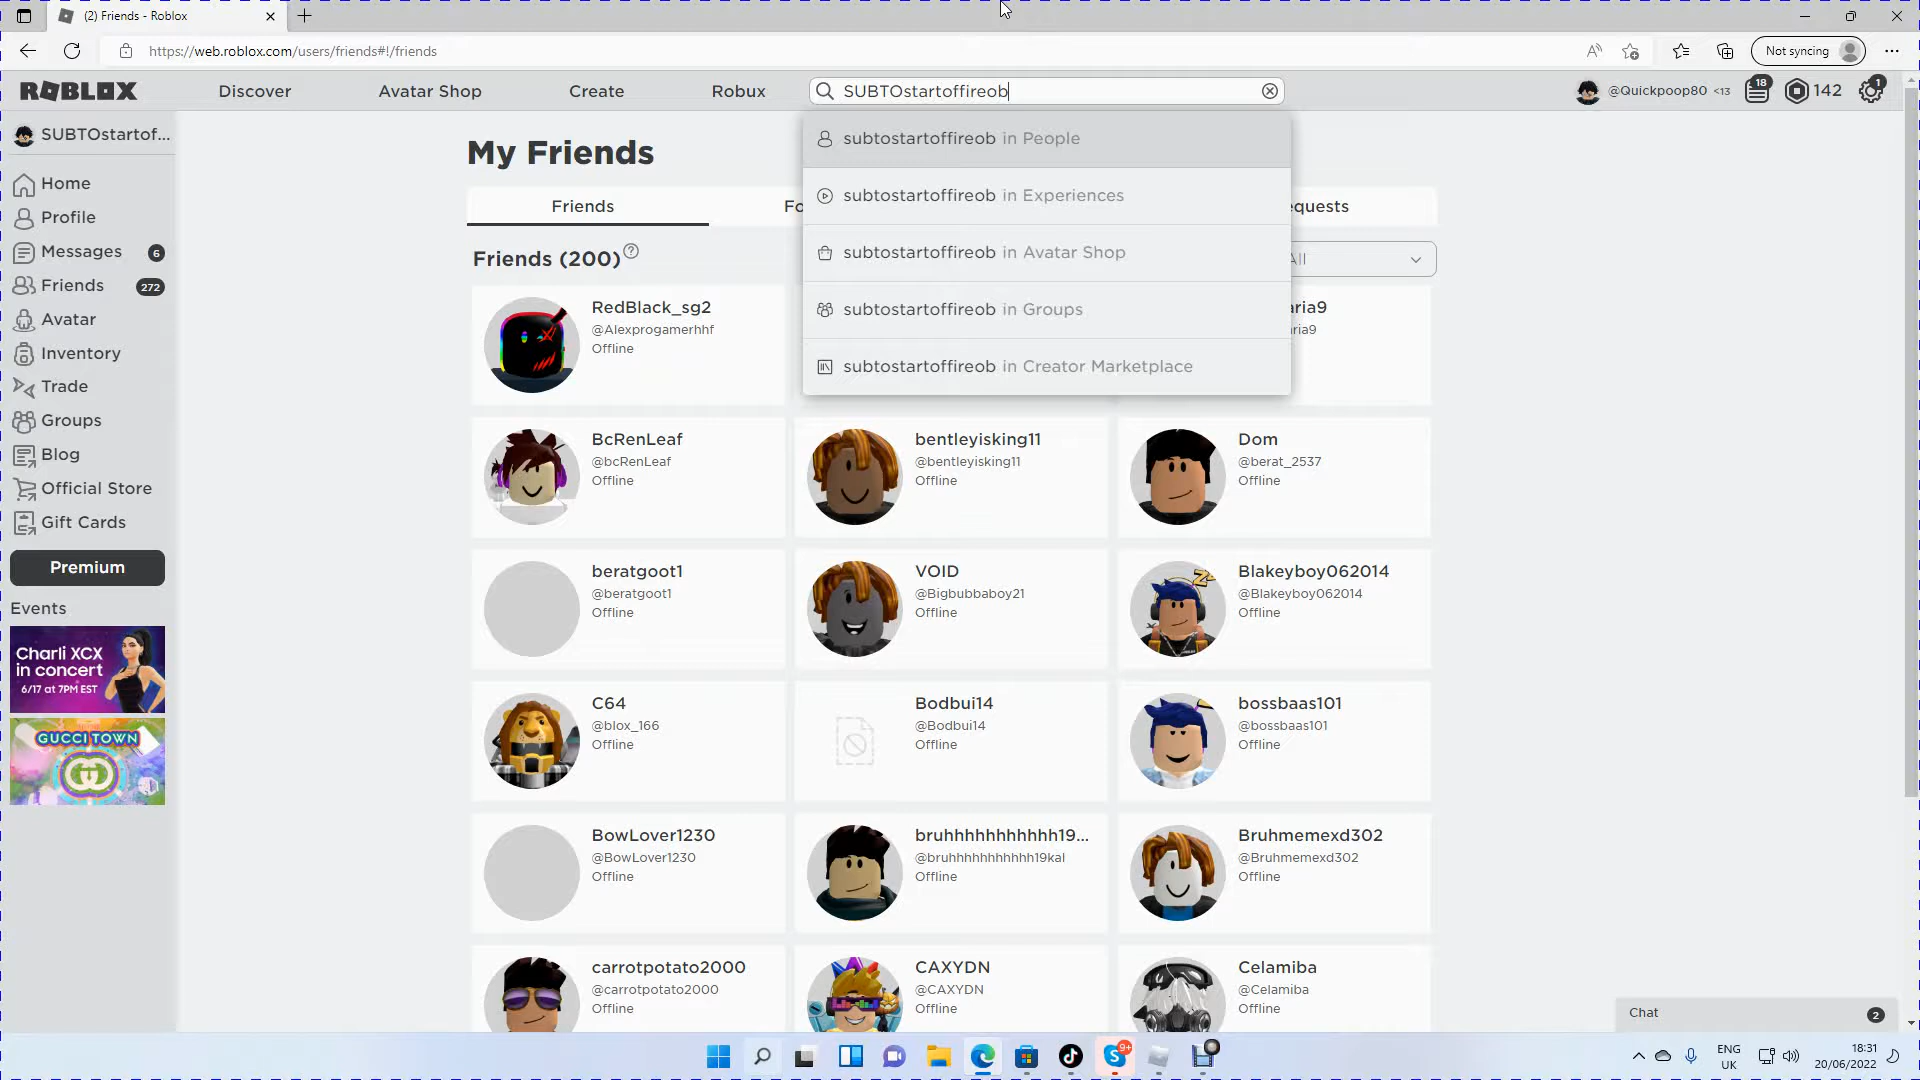 (2) Friends - Roblox
https://web.roblox.com/users/friends#!/friends
Not syncing
ROBLOX
Discover
Avatar Shop
Create
Robux
SUBTOstartoffireob
@Quickpoop80 <13
18
142
1
SUBTOstartof...
Home
Profile
Messages 6
Friends 272
Avatar
Inventory
Trade
Groups
Blog
Official Store
Gift Cards
Premium
Events
Charli XCX
in concert
6/17 at 7PM EST
GUCCI TOWN
subtostartoffireob in People
subtostartoffireob in Experiences
subtostartoffireob in Avatar Shop
subtostartoffireob in Groups
subtostartoffireob in Creator Marketplace
My Friends
Friends
Fo
equests
Friends (200)
All
RedBlack_sg2
@Alexprogamerhhf
Offline
aria9
aria9
BcRenLeaf
@bcRenLeaf
Offline
bentleyisking11
@bentleyisking11
Offline
Dom
@berat_2537
Offline
beratgoot1
@beratgoot1
Offline
VOID
@Bigbubbaboy21
Offline
Blakeyboy062014
@Blakeyboy062014
Offline
C64
@blox_166
Offline
Bodbui14
@Bodbui14
Offline
bossbaas101
@bossbaas101
Offline
BowLover1230
@BowLover1230
Offline
bruhhhhhhhhhhh19...
@bruhhhhhhhhhhh19kal
Offline
Bruhmemexd302
@Bruhmemexd302
Offline
carrotpotato2000
@carrotpotato2000
Offline
CAXYDN
@CAXYDN
Offline
Celamiba
@Celamiba
Offline
Chat
2
9+
ENG
UK
18:31
20/06/2022